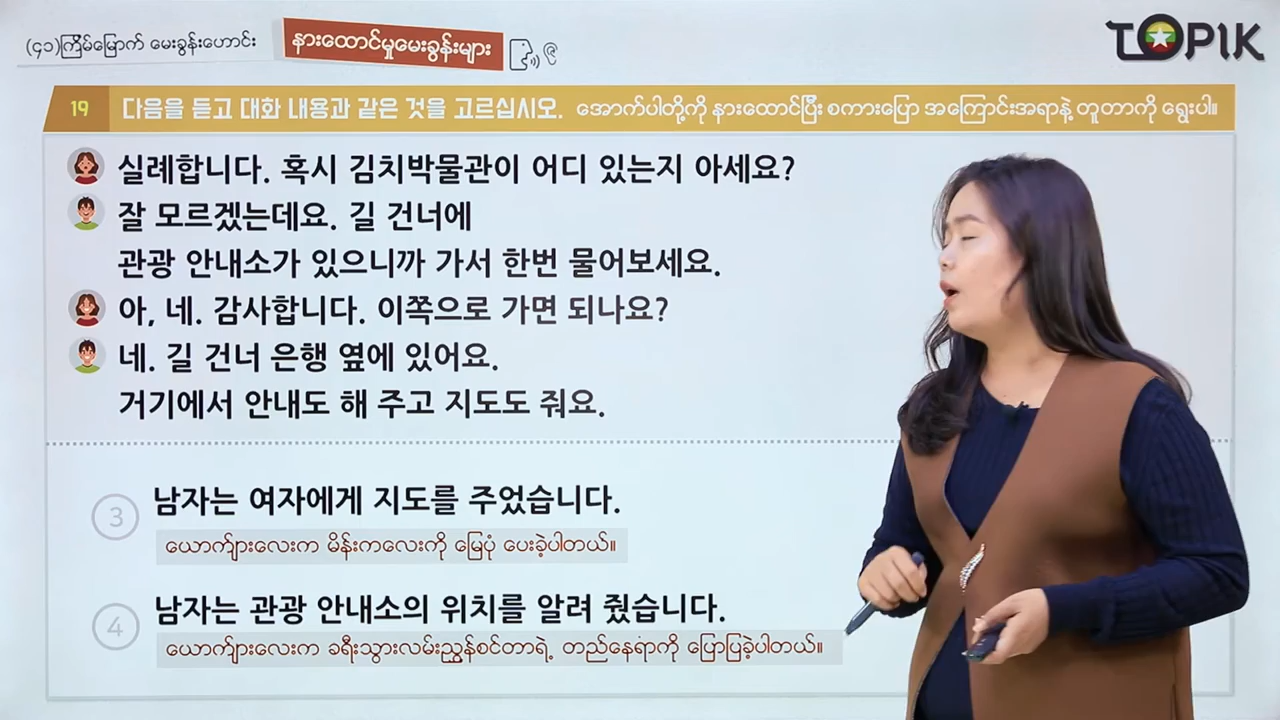 (၄၁)ကြိမ်မြောက် မေးခွန်းဟောင်း
နားထောင်မှုမေးခွန်းများ
၉
TOPIK
19 다음을 듣고 대화 내용과 같은 것을 고르십시오. အောက်ပါတို့ကို နားထောင်ပြီး စကားပြော အကြောင်းအရာနဲ့ တူတာကို ရွေးပါ။
실례합니다. 혹시 김치박물관이 어디 있는지 아세요?
잘 모르겠는데요. 길 건너에
관광 안내소가 있으니까 가서 한번 물어보세요.
아, 네. 감사합니다. 이쪽으로 가면 되나요?
네. 길 건너 은행 옆에 있어요.
거기에서 안내도 해 주고 지도도 줘요.
3 남자는 여자에게 지도를 주었습니다.
ယောက်ျားလေးက မိန်းကလေးကို မြေပုံ ပေးခဲ့ပါတယ်။
4 남자는 관광 안내소의 위치를 알려 줬습니다.
ယောက်ျားလေးက ခရီးသွားလမ်းညွှန်စင်တာရဲ့ တည်နေရာကို ပြောပြခဲ့ပါတယ်။